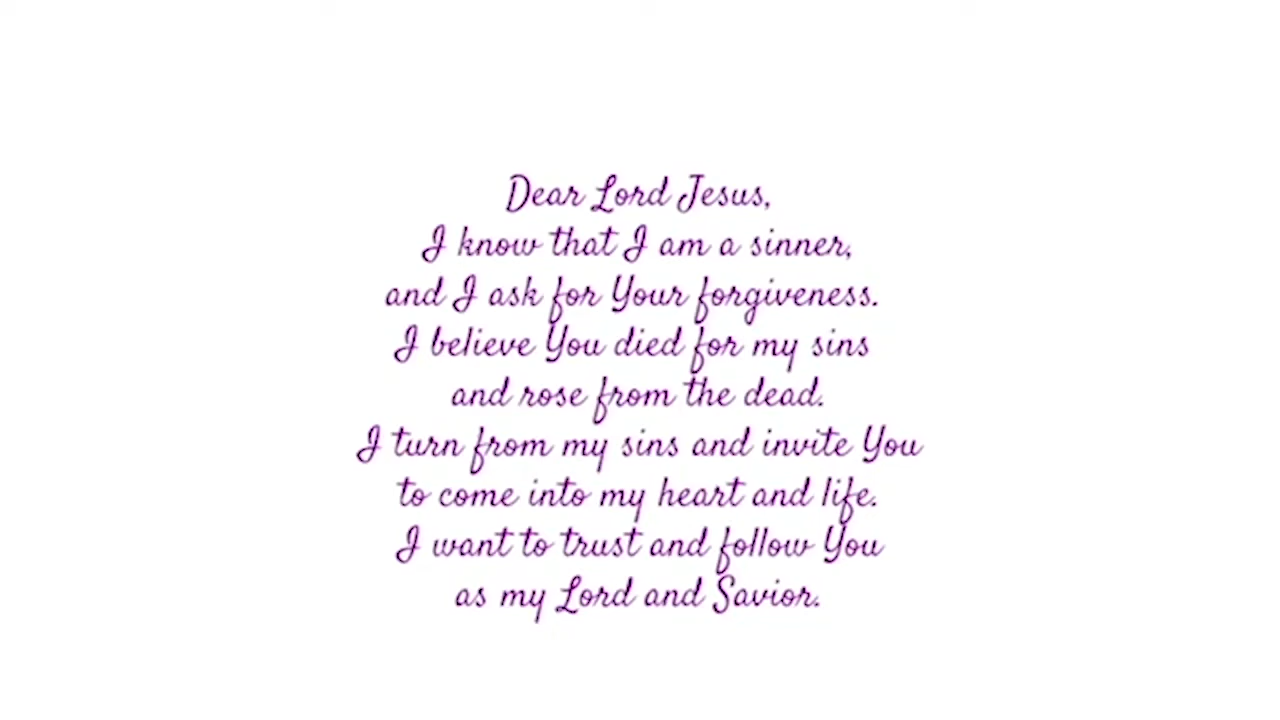 Dear Lord Jesus,
I know that I am a sinner,
and I ask for Your forgiveness.
I believe You died for my sins
and rose from the dead.
I turn from my sins and invite You
to come into my heart and life.
I want to trust and follow You
as my Lord and Savior.